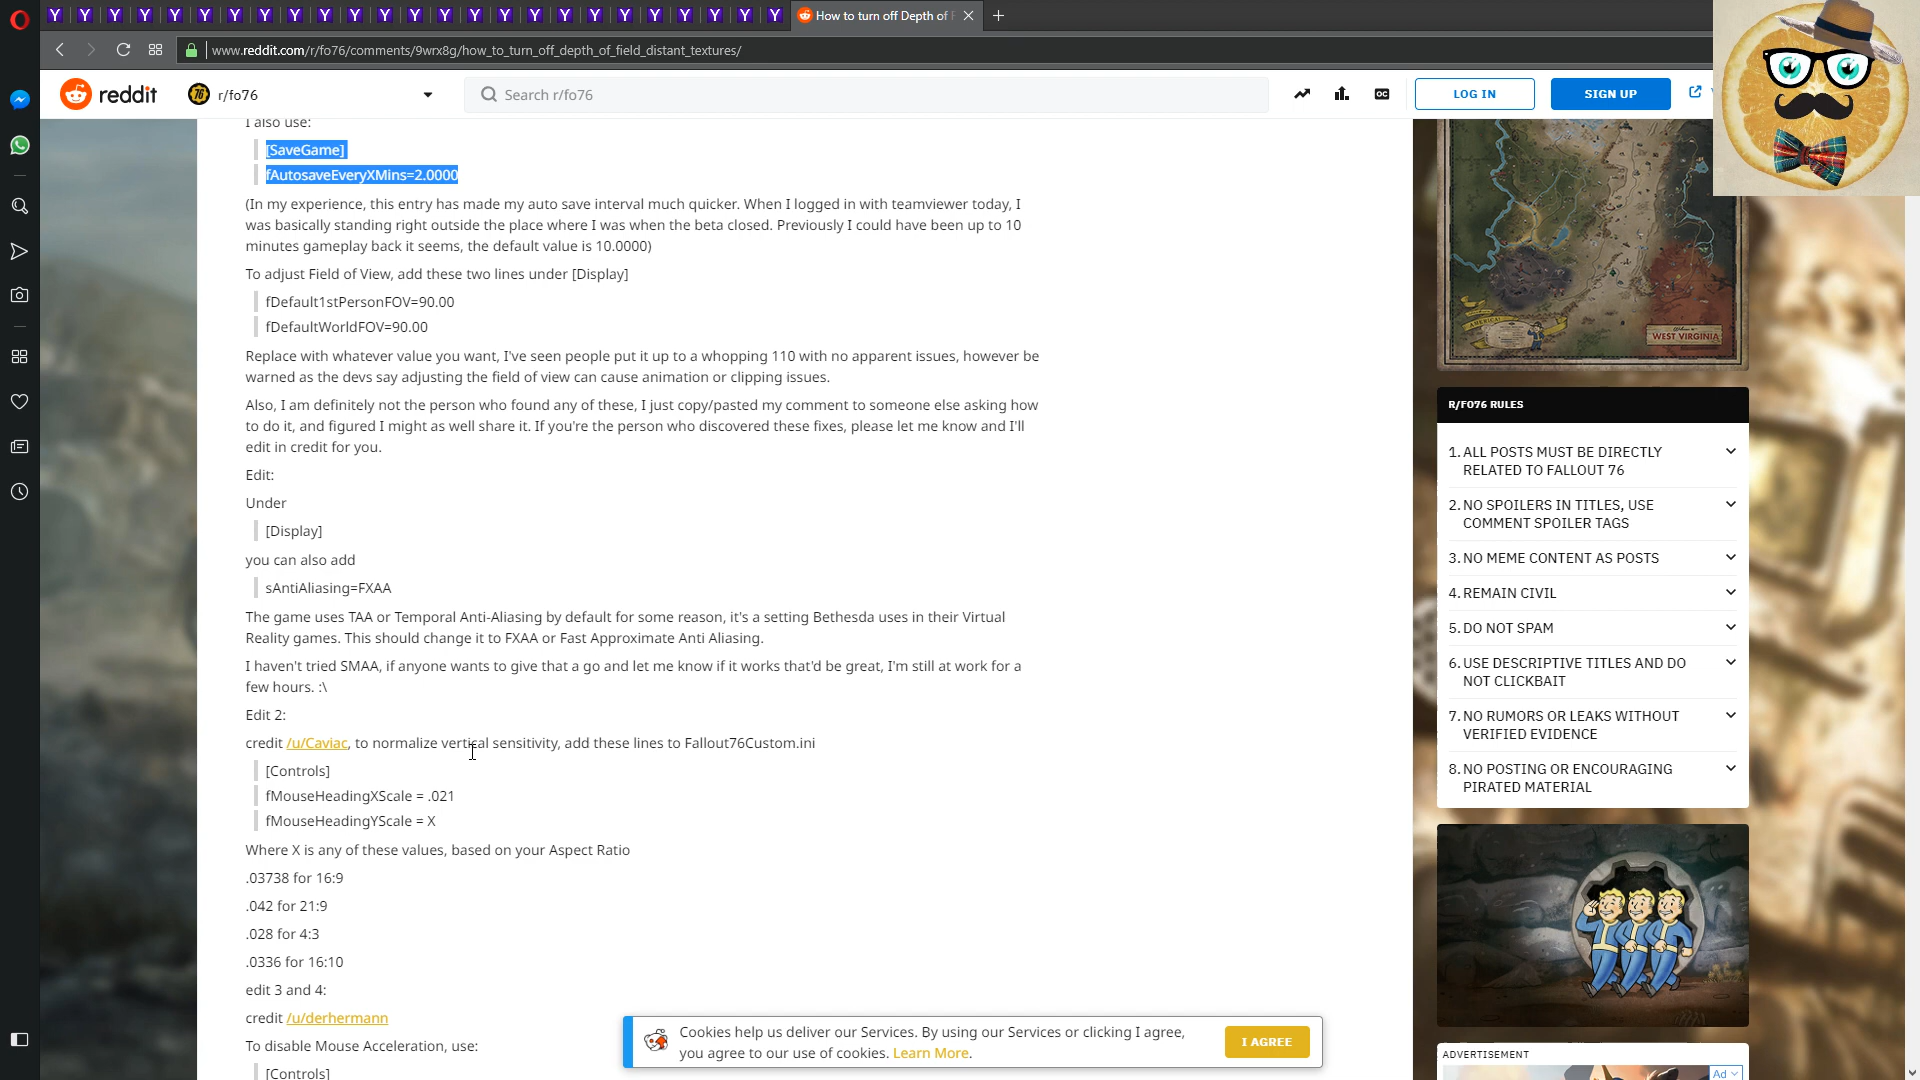 How to turn off Depth of F
www.reddit.com/r/fo76/comments/9wrx8g/how_to_turn_off_depth_of_field_distant_textures/
reddit
r/fo76
Search r/fo76
LOG IN
SIGN UP
I also use:
[SaveGame]
fAutosaveEveryXMins=2.0000
(In my experience, this entry has made my auto save interval much quicker. When I logged in with teamviewer today, I
was basically standing right outside the place where I was when the beta closed. Previously I could have been up to 10
minutes gameplay back it seems, the default value is 10.0000)
To adjust Field of View, add these two lines under [Display]
fDefault1stPersonFOV=90.00
fDefaultWorldFOV=90.00
Replace with whatever value you want, I've seen people put it up to a whopping 110 with no apparent issues, however be
warned as the devs say adjusting the field of view can cause animation or clipping issues.
Also, I am definitely not the person who found any of these, I just copy/pasted my comment to someone else asking how
to do it, and figured I might as well share it. If you're the person who discovered these fixes, please let me know and I'll
edit in credit for you.
Edit:
Under
[Display]
you can also add
sAntiAliasing=FXAA
The game uses TAA or Temporal Anti-Aliasing by default for some reason, it's a setting Bethesda uses in their Virtual
Reality games. This should change it to FXAA or Fast Approximate Anti Aliasing.
I haven't tried SMAA, if anyone wants to give that a go and let me know if it works that'd be great, I'm still at work for a
few hours. :\
Edit 2:
credit /u/Caviac, to normalize vertical sensitivity, add these lines to Fallout76Custom.ini
[Controls]
fMouseHeadingXScale = .021
fMouseHeadingYScale = X
Where X is any of these values, based on your Aspect Ratio
.03738 for 16:9
.042 for 21:9
.028 for 4:3
.0336 for 16:10
edit 3 and 4:
credit /u/derhermann
To disable Mouse Acceleration, use:
[Controls]
WEST VIRGINIA
R/FO76 RULES
1. ALL POSTS MUST BE DIRECTLY
RELATED TO FALLOUT 76
2. NO SPOILERS IN TITLES, USE
COMMENT SPOILER TAGS
3. NO MEME CONTENT AS POSTS
4. REMAIN CIVIL
5. DO NOT SPAM
6. USE DESCRIPTIVE TITLES AND DO
NOT CLICKBAIT
7. NO RUMORS OR LEAKS WITHOUT
VERIFIED EVIDENCE
8. NO POSTING OR ENCOURAGING
PIRATED MATERIAL
ADVERTISEMENT
Ad
Cookies help us deliver our Services. By using our Services or clicking I agree,
you agree to our use of cookies. Learn More.
I AGREE